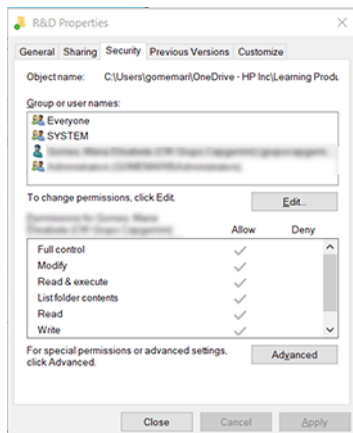 R&D Properties
General Sharing Security Previous Versions Customize
Object name: C:\Users\gomemari\OneDrive - HP Inc\Learning Produ
Group or user names:
Everyone
SYSTEM
To change permissions, click Edit.
Edit...
Allow Deny
Full control
Modify
Read & execute
List folder contents
Read
Write
For special permissions or advanced settings,
click Advanced.
Advanced
Close Cancel Apply